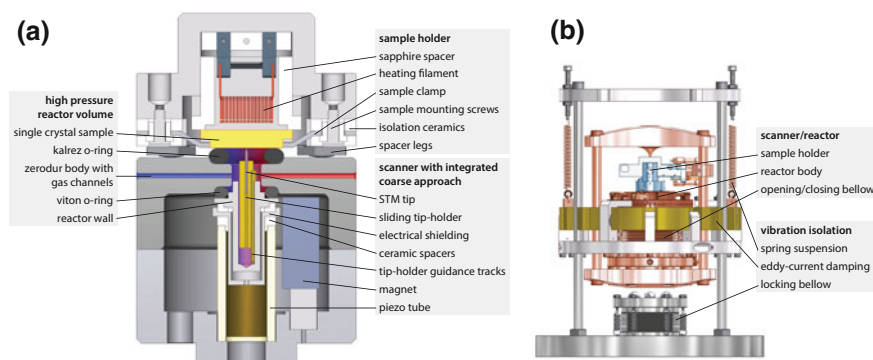 (a)
sample holder
sapphire spacer
heating filament
sample clamp
sample mounting screws
isolation ceramics
spacer legs
high pressure
reactor volume
single crystal sample
kalrez o-ring
zerodur body with
gas channels
viton o-ring
reactor wall
scanner with integrated
coarse approach
STM tip
sliding tip-holder
electrical shielding
ceramic spacers
tip-holder guidance tracks
magnet
piezo tube
(b)
scanner/reactor
sample holder
reactor body
opening/closing bellow
vibration isolation
spring suspension
eddy-current damping
locking bellow